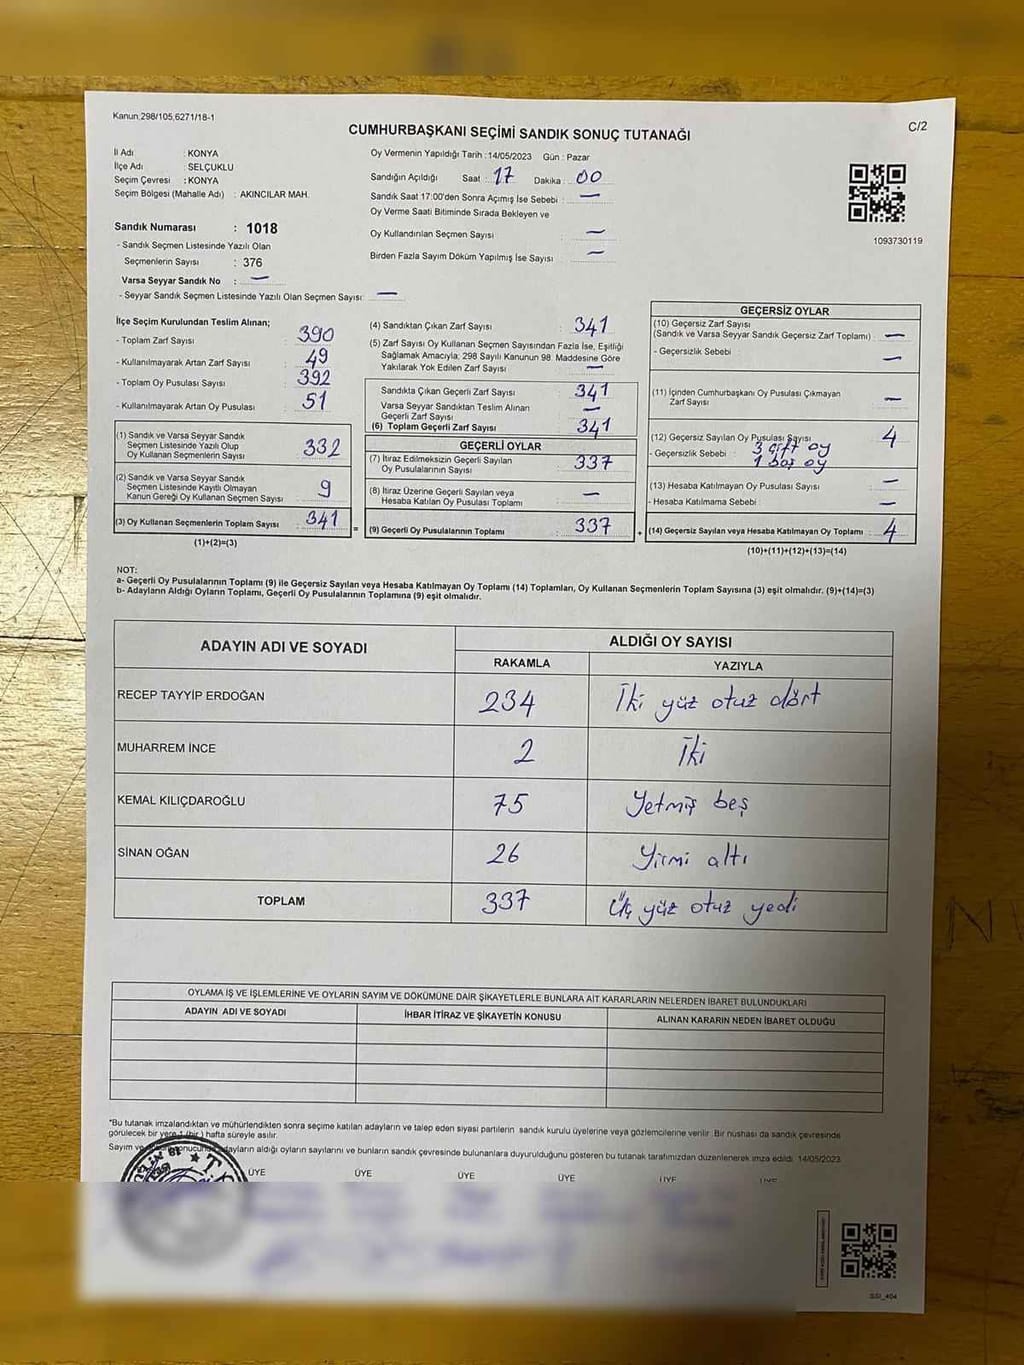 Kanun,298/105,6271/18-1
C/2
CUMHURBAŞKANI SEÇİMİ SANDIK SONUÇ TUTANAĞI
İl Adı : KONYA
İlçe Adı : SELÇUKLU
Seçim Çevresi : KONYA
Seçim Bölgesi (Mahalle Adı) : AKINCILAR MAH.
Sandık Numarası : 1018
- Sandık Seçmen Listesinde Yazılı Olan
Seçmenlerin Sayısı : 376
Varsa Seyyar Sandık No : —
- Seyyar Sandık Seçmen Listesinde Yazılı Olan Seçmen Sayısı: —
Oy Vermenin Yapıldığı Tarih :14/05/2023 Gün : Pazar
Sandığın Açıldığı Saat : 17 Dakika : 00
Sandık Saat 17:00'den Sonra Açımış İse Sebebi : —
Oy Verme Saati Bitiminde Sırada Bekleyen ve
Oy Kullandırılan Seçmen Sayısı : —
Birden Fazla Sayım Döküm Yapılmış İse Sayısı : —
1093730119
İlçe Seçim Kurulundan Teslim Alınan;
- Toplam Zarf Sayısı : 390
- Kullanılmayarak Artan Zarf Sayısı : 49
- Toplam Oy Pusulası Sayısı : 392
- Kullanılmayarak Artan Oy Pusulası : 51
(1) Sandık ve Varsa Seyyar Sandık
Seçmen Listesinde Yazılı Olup
Oy Kullanan Seçmenlerin Sayısı : 332
(2) Sandık ve Varsa Seyyar Sandık
Seçmen Listesinde Kayıtlı Olmayan
Kanun Gereği Oy Kullanan Seçmen Sayısı : 9
(3) Oy Kullanan Seçmenlerin Toplam Sayısı : 341
(1)+(2)=(3)
(4) Sandıktan Çıkan Zarf Sayısı : 341
(5) Zarf Sayısı Oy Kullanan Seçmen Sayısından Fazla İse, Eşitliği
Sağlamak Amacıyla; 298 Sayılı Kanunun 98. Maddesine Göre
Yakılarak Yok Edilen Zarf Sayısı : —
Sandıkta Çıkan Geçerli Zarf Sayısı : 341
Varsa Seyyar Sandıktan Teslim Alınan
Geçerli Zarf Sayısı : —
(6) Toplam Geçerli Zarf Sayısı : 341
GEÇERLİ OYLAR
(7) İtiraz Edilmeksizin Geçerli Sayılan
Oy Pusulalarının Sayısı : 337
(8) İtiraz Üzerine Geçerli Sayılan veya
Hesaba Katılan Oy Pusulaları Toplamı : —
= (9) Geçerli Oy Pusulalarının Toplamı : 337
GEÇERSİZ OYLAR
(10) Geçersiz Zarf Sayısı
(Sandık ve Varsa Seyyar Sandık Geçersiz Zarf Toplamı) : —
- Geçersizlik Sebebi : —
(11) İçinden Cumhurbaşkanı Oy Pusulası Çıkmayan
Zarf Sayısı : —
(12) Geçersiz Sayılan Oy Pusulası Sayısı : 4
- Geçersizlik Sebebi : 3 çift oy
1 boş oy
(13) Hesaba Katılmayan Oy Pusulası Sayısı : —
- Hesaba Katılmama Sebebi : —
+ (14) Geçersiz Sayılan veya Hesaba Katılmayan Oy Toplamı : 4
(10)+(11)+(12)+(13)=(14)
NOT:
a- Geçerli Oy Pusulalarının Toplamı (9) ile Geçersiz Sayılan veya Hesaba Katılmayan Oy Toplamı (14) Toplamları, Oy Kullanan Seçmenlerin Toplam Sayısına (3) eşit olmalıdır. (9)+(14)=(3)
b- Adayların Aldığı Oyların Toplamı, Geçerli Oy Pusulalarının Toplamına (9) eşit olmalıdır.
ADAYIN ADI VE SOYADI ALDIĞI OY SAYISI
RAKAMLA YAZIYLA
RECEP TAYYİP ERDOĞAN 234 İki yüz otuz dört
MUHARREM İNCE 2 İki
KEMAL KILIÇDAROĞLU 75 Yetmiş beş
SİNAN OĞAN 26 Yirmi altı
TOPLAM 337 Üç yüz otuz yedi
OYLAMA İŞ VE İŞLEMLERİNE VE OYLARIN SAYIM VE DÖKÜMÜNE DAİR ŞİKAYETLERLE BUNLARA AİT KARARLARIN NELERDEN İBARET BULUNDUKLARI
ADAYIN ADI VE SOYADI İHBAR İTİRAZ VE ŞİKAYETİN KONUSU ALINAN KARARIN NEDEN İBARET OLDUĞU
*Bu tutanak imzalandıktan ve mühürlendikten sonra seçime katılan adayların ve talep eden siyasi partilerin sandık kurulu üyelerine veya gözlemcilerine verilir. Bir nüshası da sandık çevresinde
görülecek bir yere 1 (bir ) hafta süreyle asılır.
adayların aldığı oyların sayılarını ve bunların sandık çevresinde bulunanlara duyurulduğunu gösteren bu tutanak tarafımızdan düzenlenerek imza edildi. 14/05/2023
ÜYE ÜYE ÜYE ÜYE ÜYE